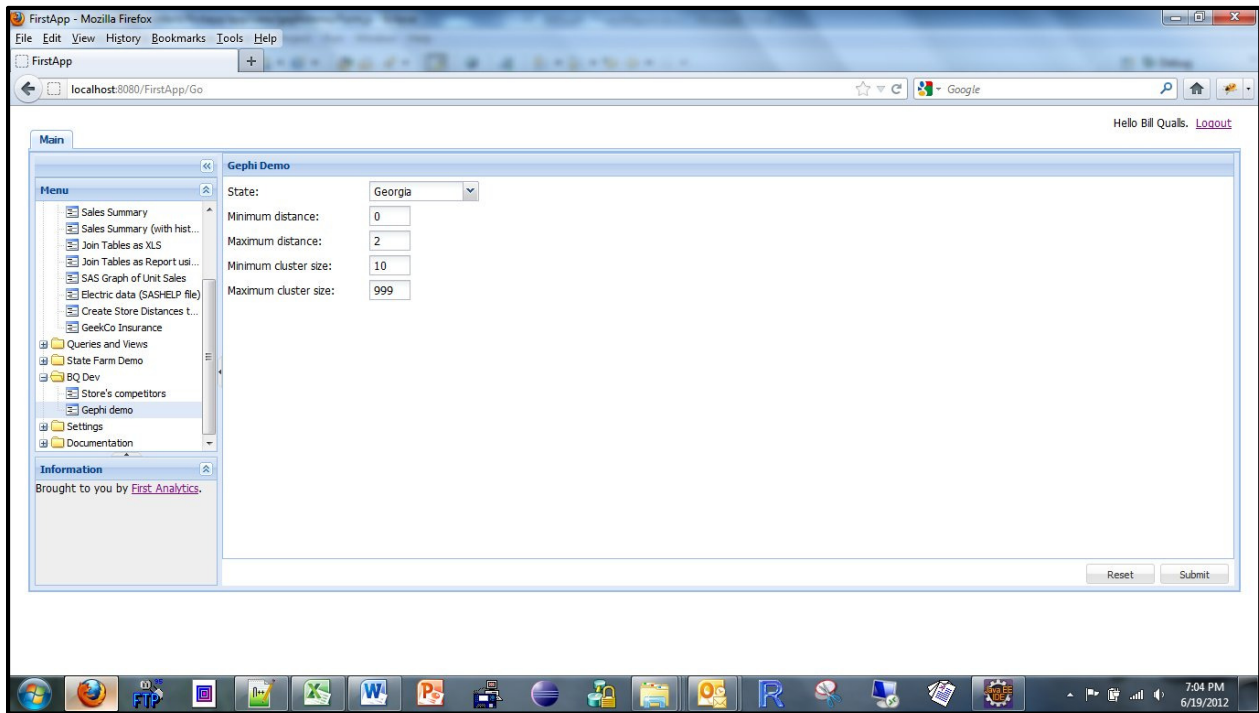 FirstApp - Mozilla Firefox
File Edit View History Bookmarks Tools Help
FirstApp
localhost:8080/FirstApp/Go
Google
Hello Bill Qualls. Logout
Main
Menu
Sales Summary
Sales Summary (with hist...
Join Tables as XLS
Join Tables as Report usi...
SAS Graph of Unit Sales
Electric data (SASHELP file)
Create Store Distances t...
GeekCo Insurance
Queries and Views
State Farm Demo
BQ Dev
Store's competitors
Gephi demo
Settings
Documentation
Information
Brought to you by First Analytics.
Gephi Demo
State: Georgia
Minimum distance: 0
Maximum distance: 2
Minimum cluster size: 10
Maximum cluster size: 999
Reset Submit
FTP
7:04 PM
6/19/2012